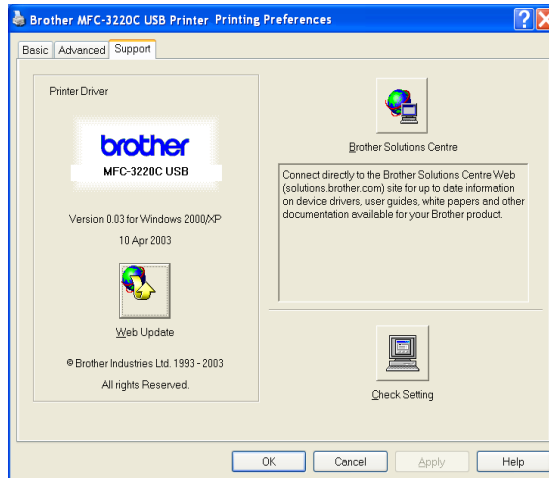 Brother MFC-3220C USB Printer Printing Preferences
Basic
Advanced
Support
Printer Driver
brother
MFC-3220C USB
Version 0.03 for Windows 2000/XP
10 Apr 2003
Web Update
© Brother Industries Ltd. 1993 - 2003
All rights Reserved.
Brother Solutions Centre
Connect directly to the Brother Solutions Centre Web
(solutions.brother.com) site for up to date information
on device drivers, user guides, white papers and other
documentation available for your Brother product.
Check Setting
OK
Cancel
Apply
Help